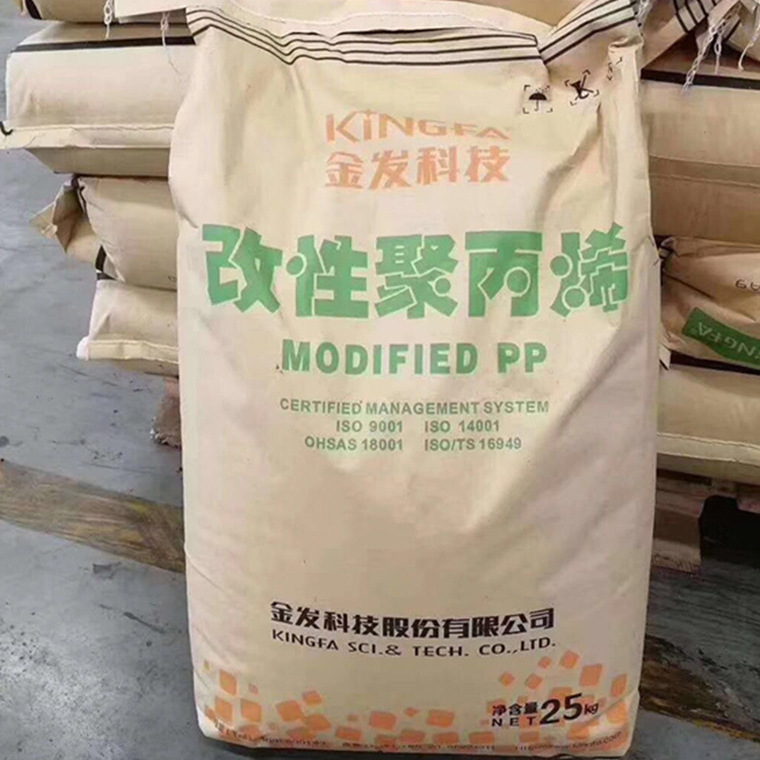 KINGFA
金发科技
改性聚丙烯
MODIFIED PP
CERTIFIED MANAGEMENT SYSTEM
ISO 9001 ISO 14001
OHSAS 18001 ISO/TS 16949
金发科技股份有限公司
KINGFA SCI.& TECH. CO.,LTD.
净含量 25kg
NET
KINGFA